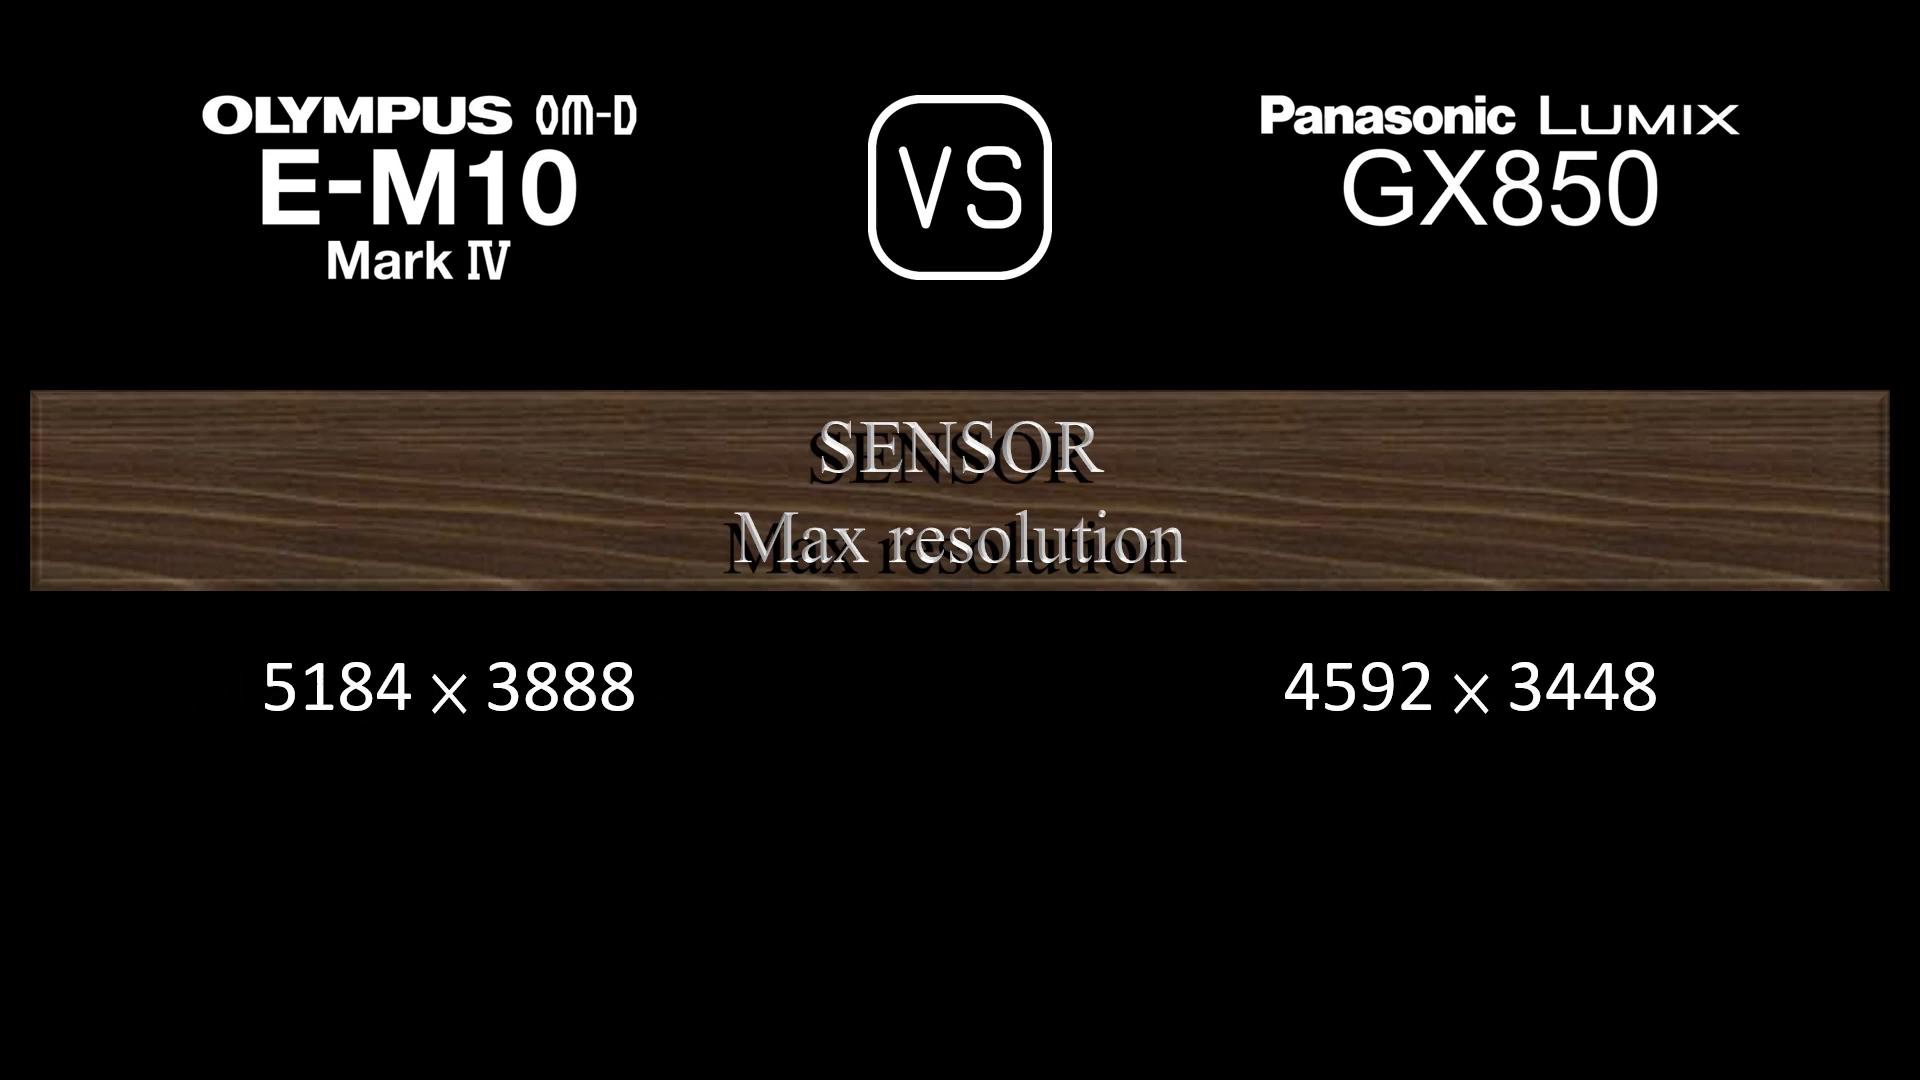 OLYMPUS OM-D
E-M10
Mark IV
VS
Panasonic LUMIX
GX850
SENSOR
Max resolution
5184 x 3888
4592 x 3448